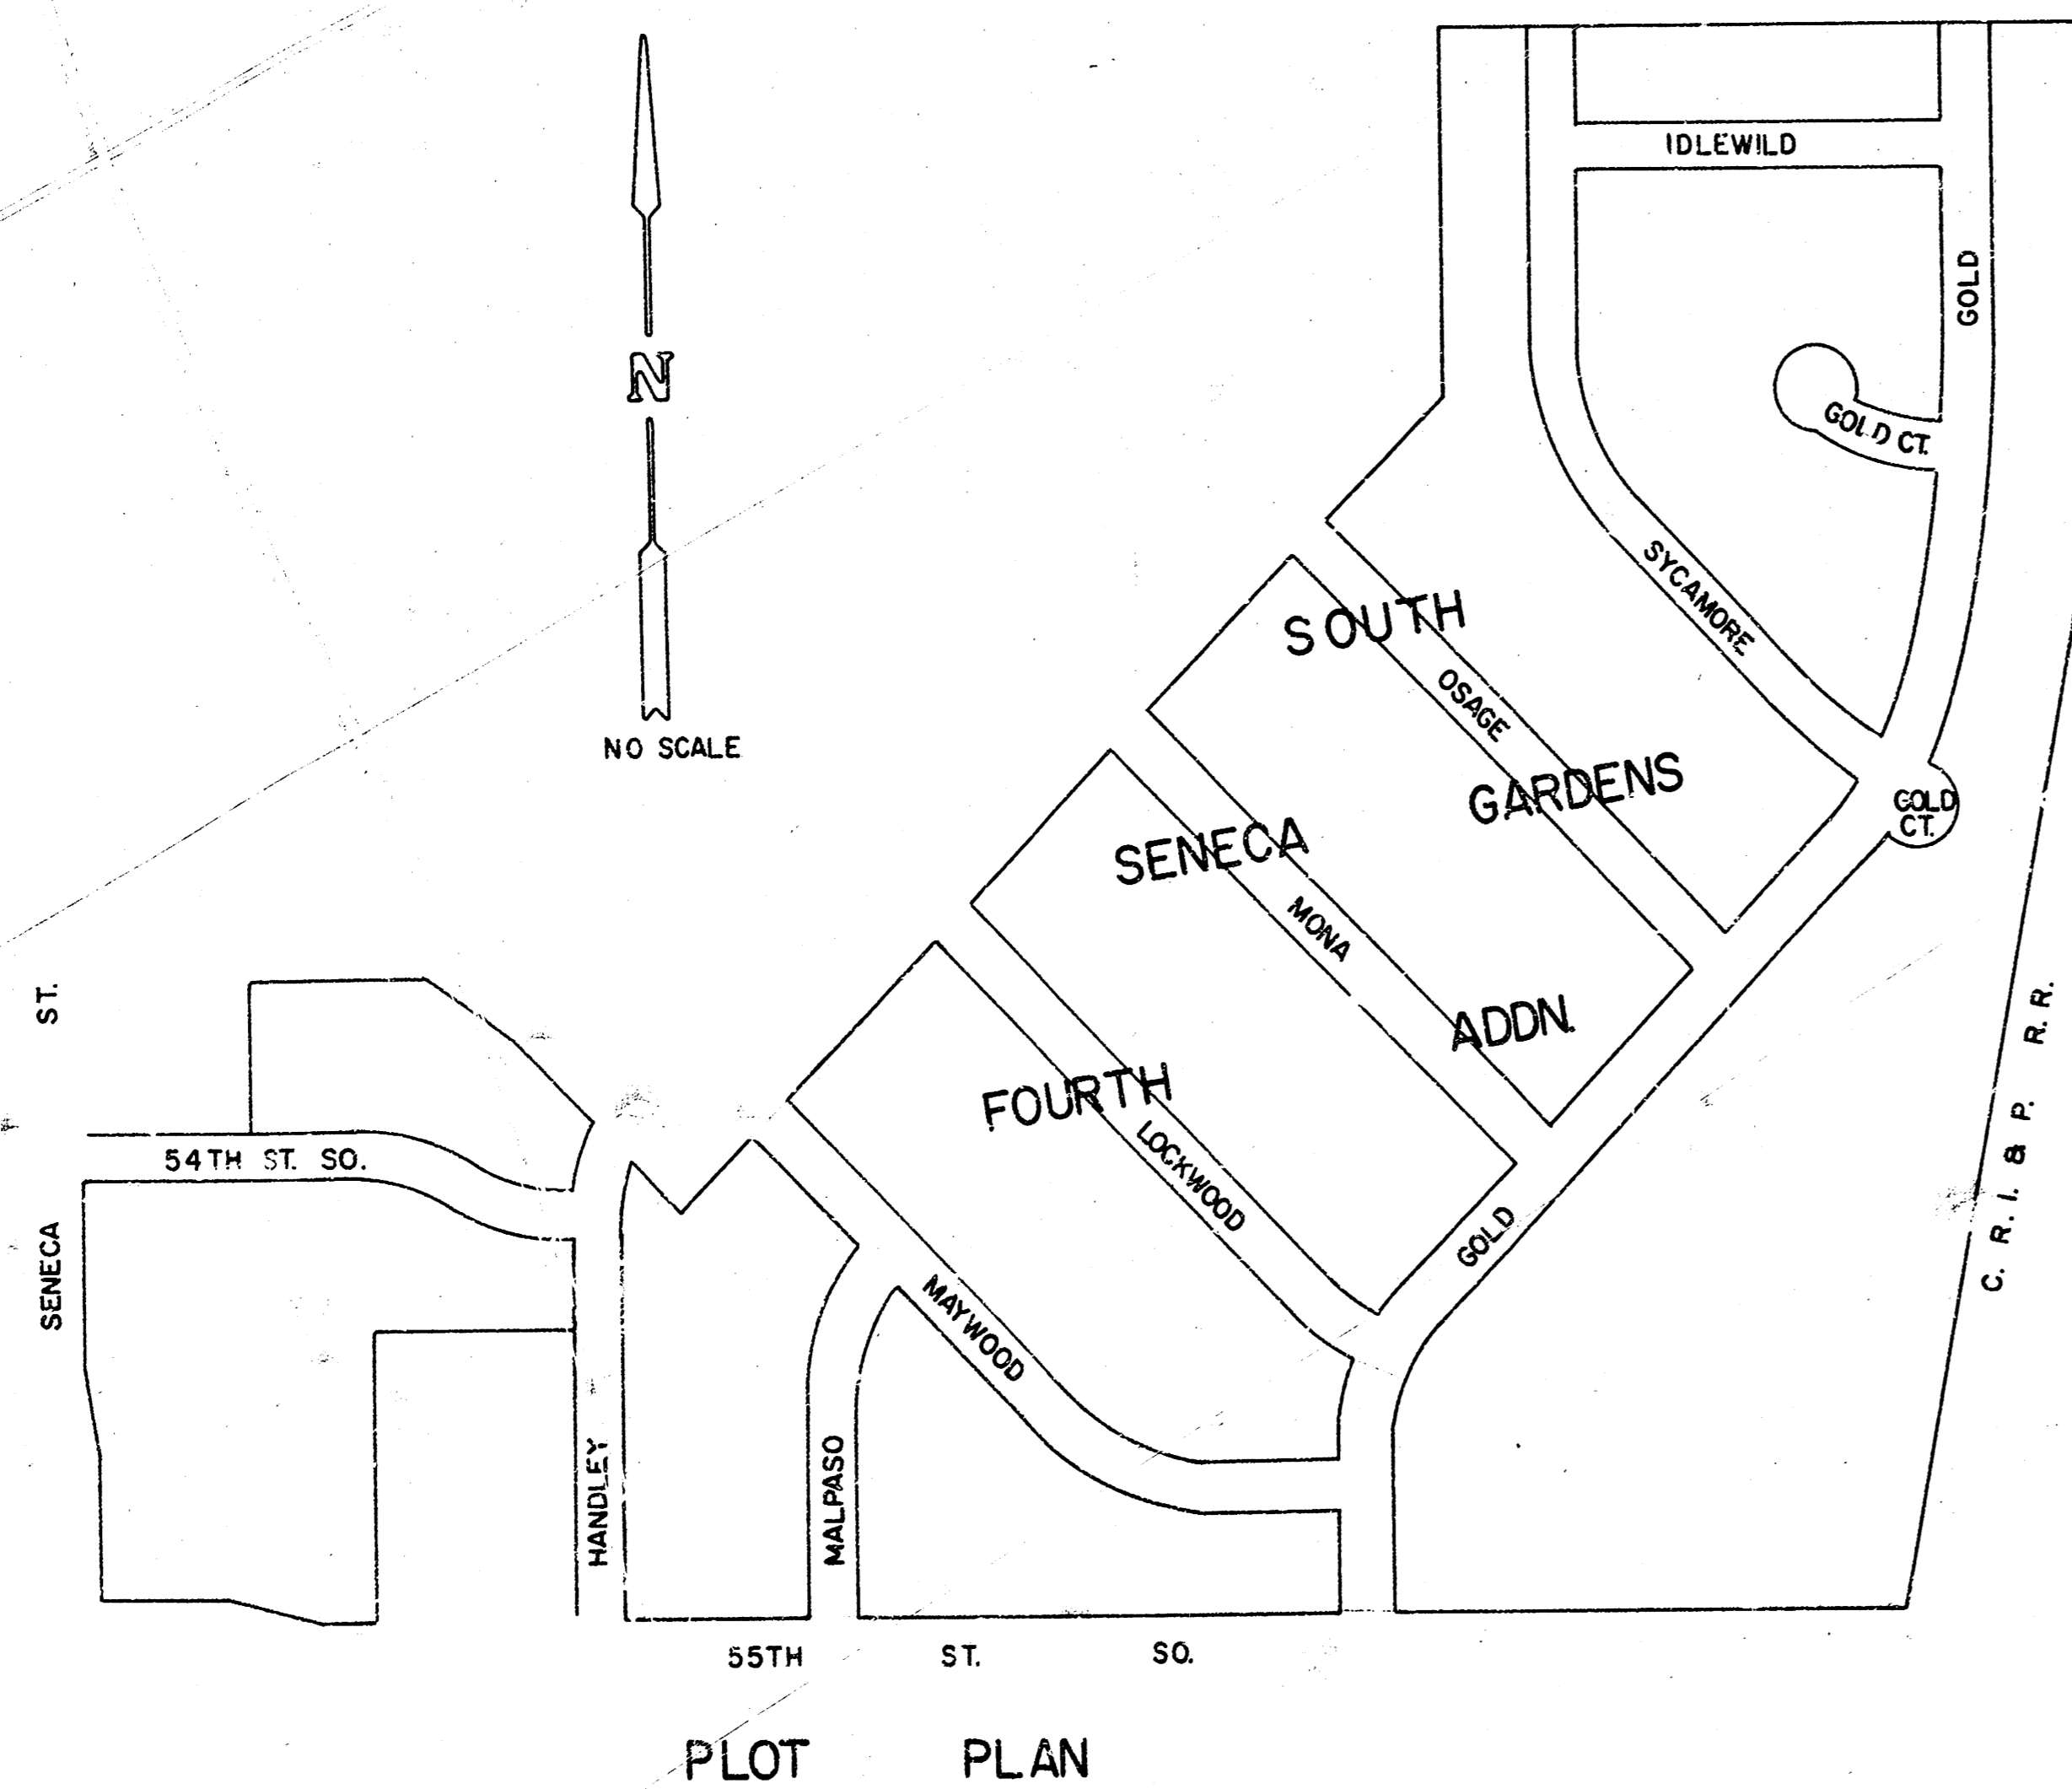 IDLEWILD
GOLD
N
GOLD CT.
SYCAMORE
SOUTH
OSAGE
NO SCALE
GARDENS
GOLD
CT.
SENECA
MONA
ST.
ADDN.
C. R. I. & P. R. R.
FOURTH
LOCKWOOD
54TH ST. SO.
GOLD
SENECA
MAYWOOD
HANDLEY
MALPASO
55TH ST. SO.
PLOT PLAN